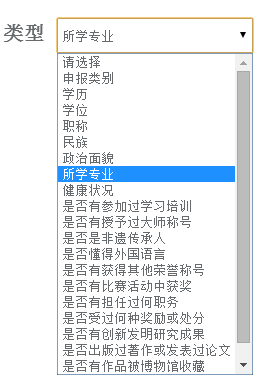 类型 所学专业
请选择
申报类别
学历
学位
职称
民族
政治面貌
所学专业
健康状况
是否有参加过学习培训
是否有授予过大师称号
是否是非遗传承人
是否懂得外国语言
是否有获得其他荣誉称号
是否有比赛活动中获奖
是否有担任过何职务
是否受过何种奖励或处分
是否有创新发明研究成果
是否出版过著作或发表过论文
是否有作品被博物馆收藏